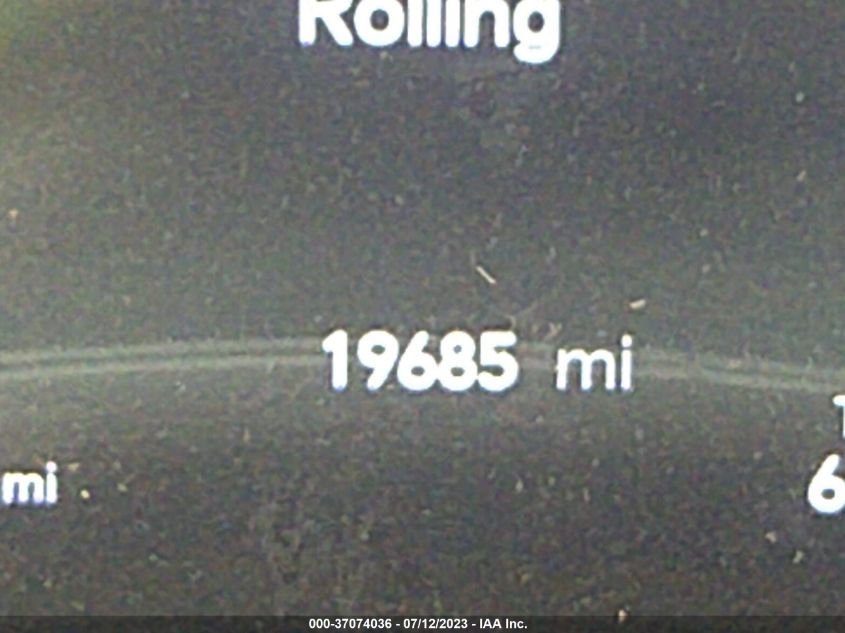 Rolling
19685 mi
mi
6
000-37074036 - 07/12/2023 - IAA Inc.